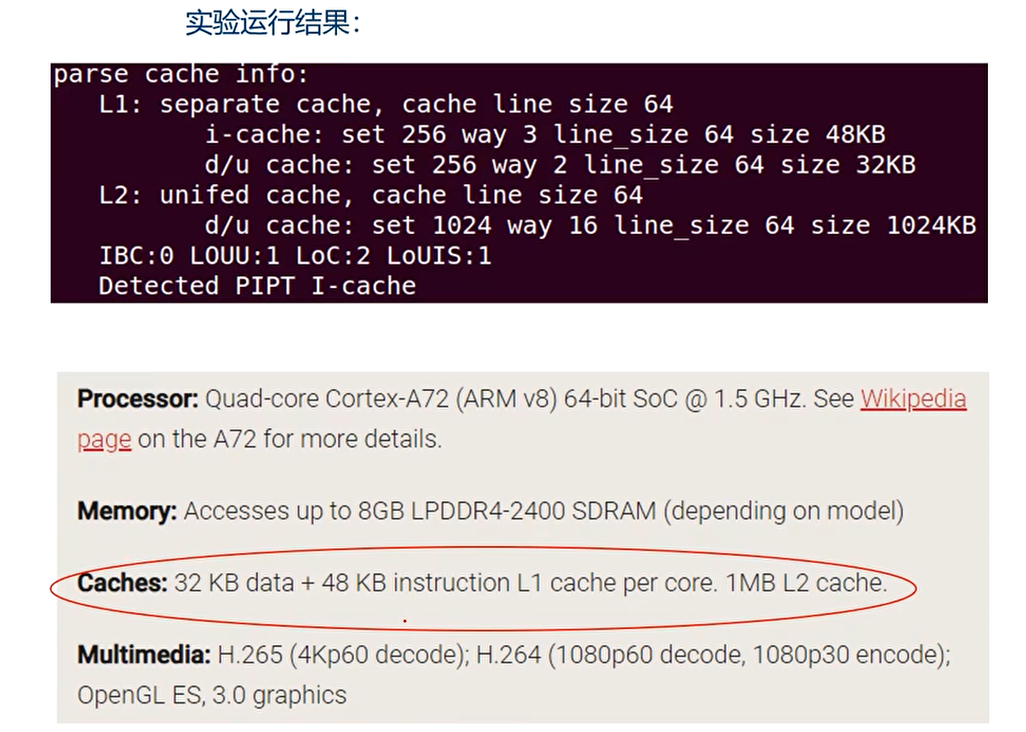 实验运行结果：
parse cache info:
L1: separate cache, cache line size 64
i-cache: set 256 way 3 line_size 64 size 48KB
d/u cache: set 256 way 2 line_size 64 size 32KB
L2: unifed cache, cache line size 64
d/u cache: set 1024 way 16 line_size 64 size 1024KB
IBC:0 LOUU:1 LoC:2 LoUIS:1
Detected PIPT I-cache
Processor: Quad-core Cortex-A72 (ARM v8) 64-bit SoC @ 1.5 GHz. See Wikipedia
page on the A72 for more details.
Memory: Accesses up to 8GB LPDDR4-2400 SDRAM (depending on model)
Caches: 32 KB data + 48 KB instruction L1 cache per core. 1MB L2 cache.
Multimedia: H.265 (4Kp60 decode); H.264 (1080p60 decode, 1080p30 encode);
OpenGL ES, 3.0 graphics